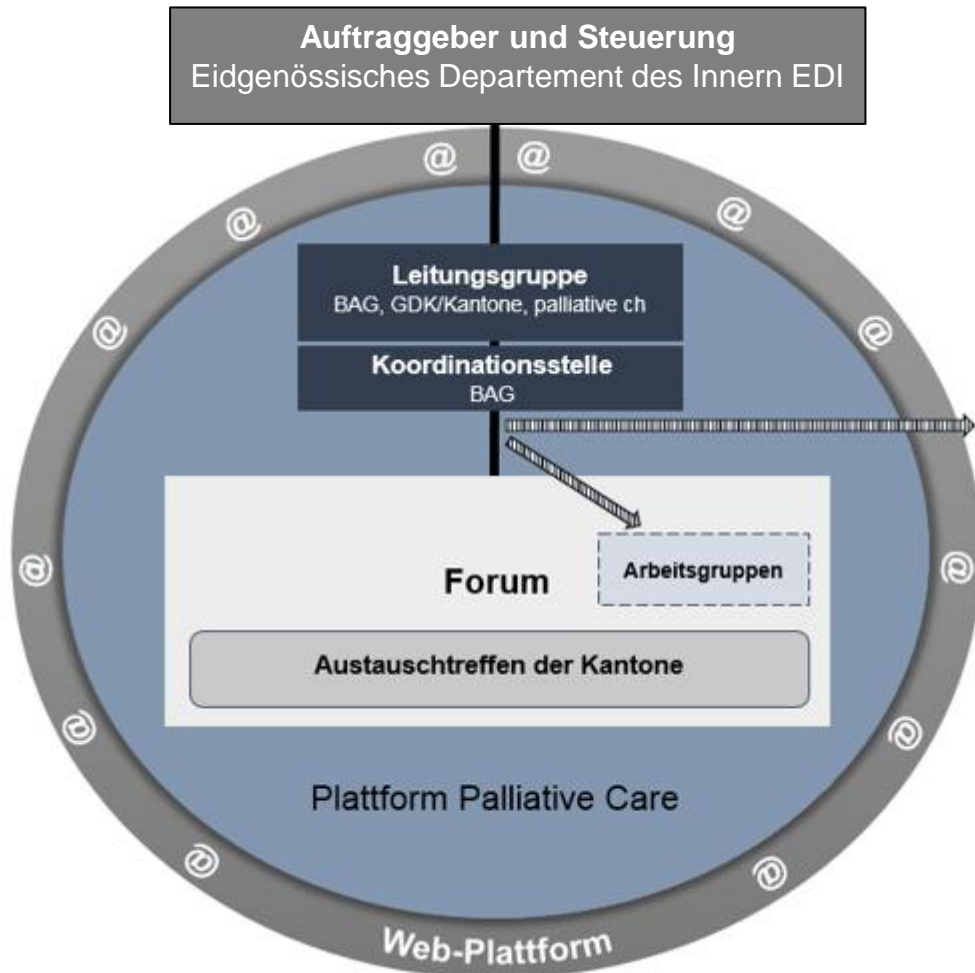 Auftraggeber und Steuerung
Eidgenössisches Departement des Innern EDI
@ @
@ @
@ @
Leitungsgruppe
BAG, GDK/Kantone, palliative ch
Koordinationsstelle
BAG
Arbeitsgruppen
Forum
@ @
Austauschtreffen der Kantone
@ @
Plattform Palliative Care
@ @
Web-Plattform